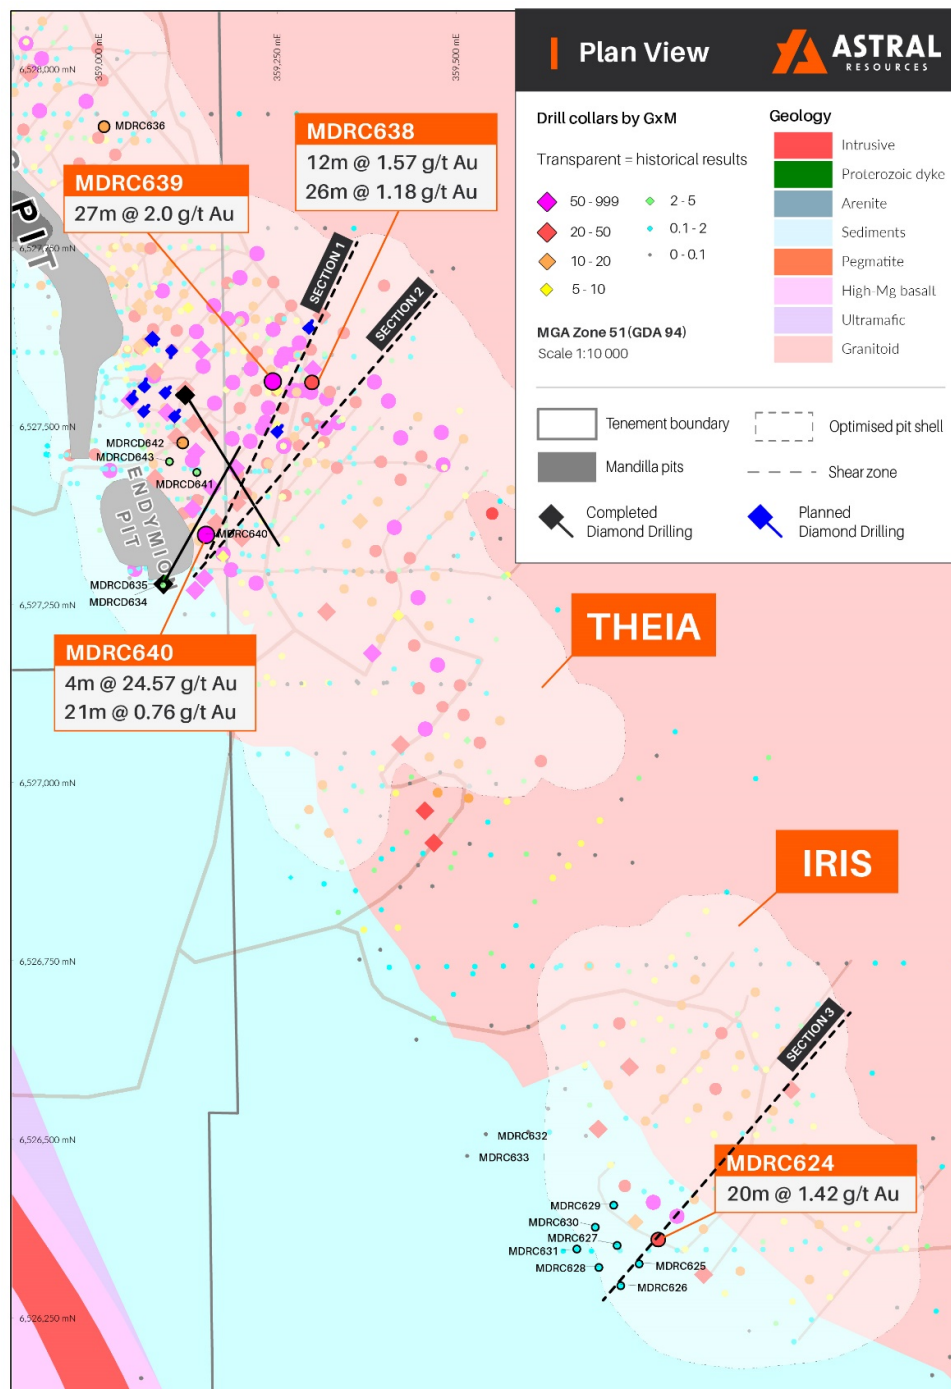 Plan View
ASTRAL
RESOURCES
Drill collars by GxM
Transparent = historical results
50 - 999
20 - 50
10 - 20
5 - 10
2 - 5
0.1 - 2
0 - 0.1
MGA Zone 51 (GDA 94)
Scale 1:10 000
Geology
Intrusive
Proterozoic dyke
Arenite
Sediments
Pegmatite
High-Mg basalt
Ultramafic
Granitoid
Tenement boundary
Optimised pit shell
Mandilla pits
Shear zone
Completed
Diamond Drilling
Planned
Diamond Drilling
359,000 mE
359,250 mE
359,500 mE
6,528,000 mN
MDRC636
MDRC638
12m @ 1.57 g/t Au
26m @ 1.18 g/t Au
MDRC639
27m @ 2.0 g/t Au
PIT
6,527,750 mN
SECTION 1
SECTION 2
6,527,500 mN
MDRCD642
MDRCD643
MDRCD641
ENDYMIO
PIT
MDRC640
MDRCD635
MDRCD634
6,527,250 mN
THEIA
MDRC640
4m @ 24.57 g/t Au
21m @ 0.76 g/t Au
6,527,000 mN
IRIS
6,526,750 mN
SECTION 3
6,526,500 mN
MDRC632
MDRC633
MDRC624
20m @ 1.42 g/t Au
MDRC629
MDRC630
MDRC627
MDRC631
MDRC628
MDRC625
MDRC626
6,526,250 mN